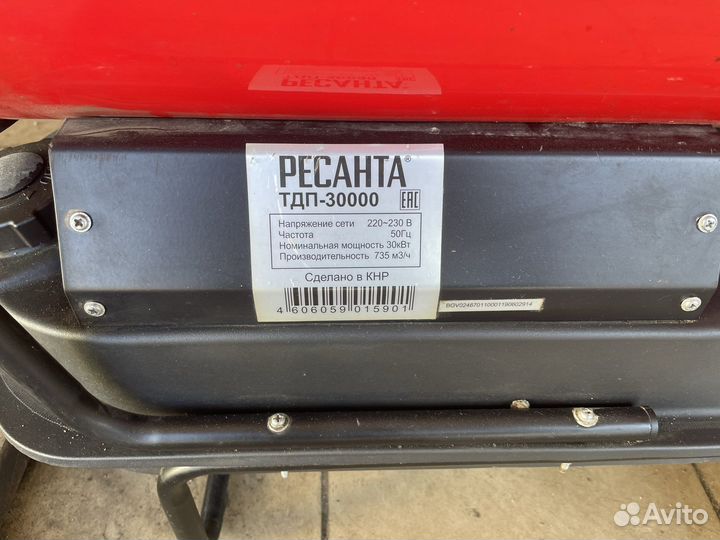 РЕСАНТА®
ТДП-30000 EAC
Напряжение сети 220~230 В
Частота 50Гц
Номинальная мощность 30кВт
Производительность 735 м3/ч
Сделано в КНР
4 606059 015901
BOV024670110001190602914
Avito